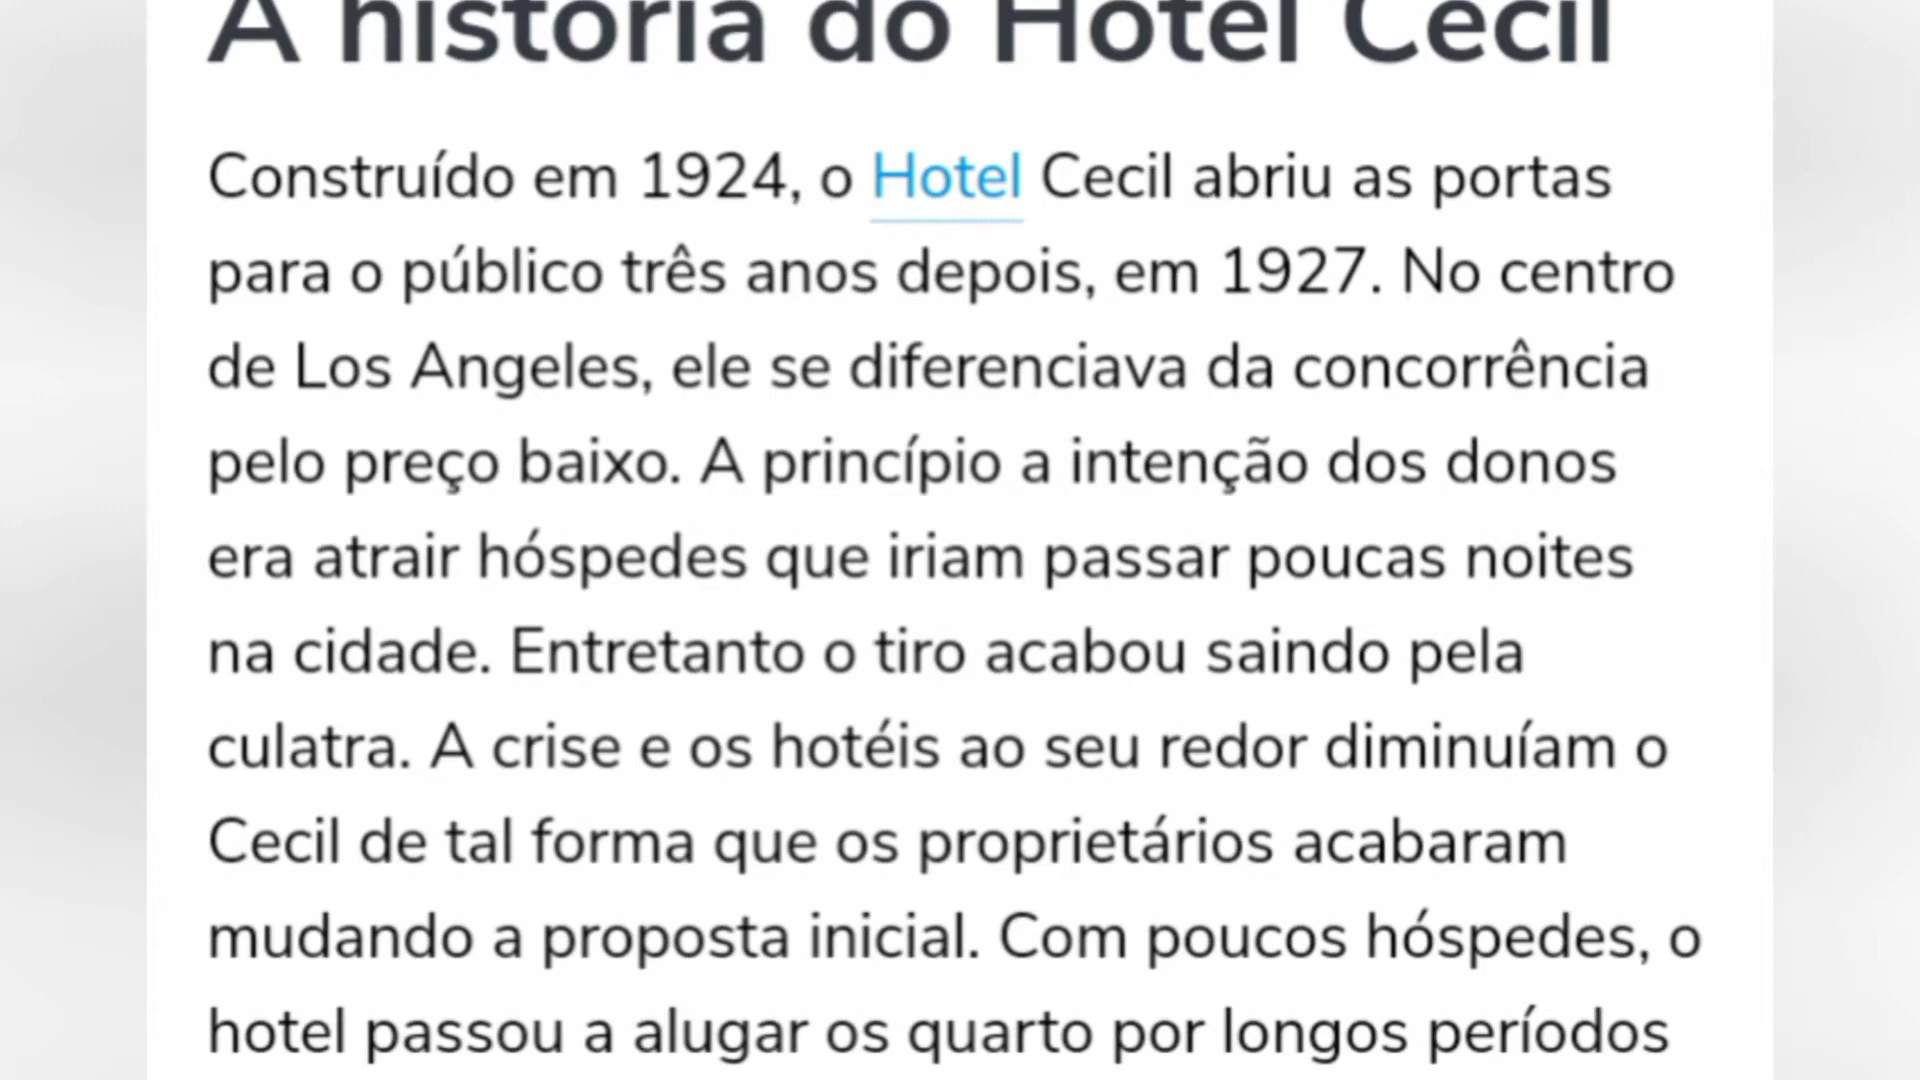 A história do Hotel Cecil
Construído em 1924, o Hotel Cecil abriu as portas
para o público três anos depois, em 1927. No centro
de Los Angeles, ele se diferenciava da concorrência
pelo preço baixo. A princípio a intenção dos donos
era atrair hóspedes que iriam passar poucas noites
na cidade. Entretanto o tiro acabou saindo pela
culatra. A crise e os hotéis ao seu redor diminuíam o
Cecil de tal forma que os proprietários acabaram
mudando a proposta inicial. Com poucos hóspedes, o
hotel passou a alugar os quarto por longos períodos